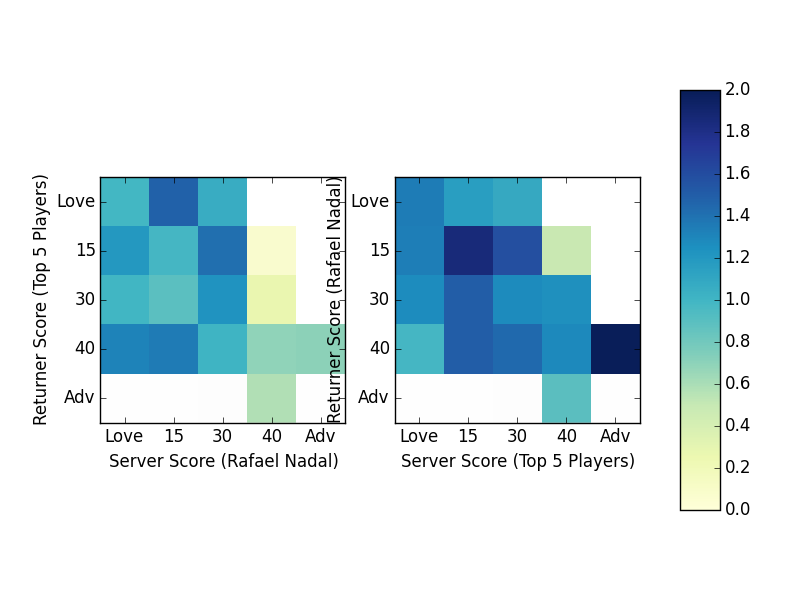 Returner Score (Top 5 Players)
Love
15
30
40
Adv
Love 15 30 40 Adv
Server Score (Rafael Nadal)
Returner Score (Rafael Nadal)
Love
15
30
40
Adv
Love 15 30 40 Adv
Server Score (Top 5 Players)
2.0
1.8
1.6
1.4
1.2
1.0
0.8
0.6
0.4
0.2
0.0